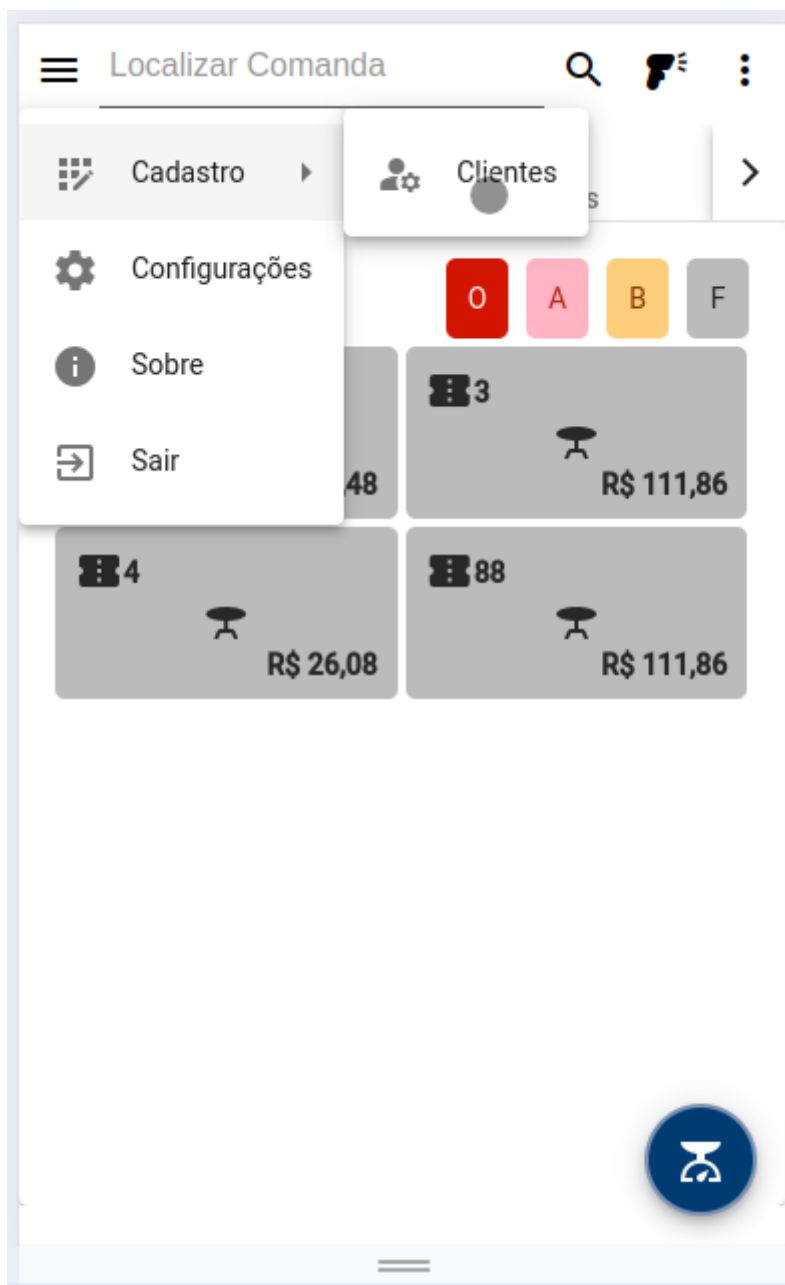 Localizar Comanda
Cadastro
Clientes
s
Configurações
O A B F
Sobre
3
Sair
,48
R$ 111,86
4
88
R$ 26,08
R$ 111,86